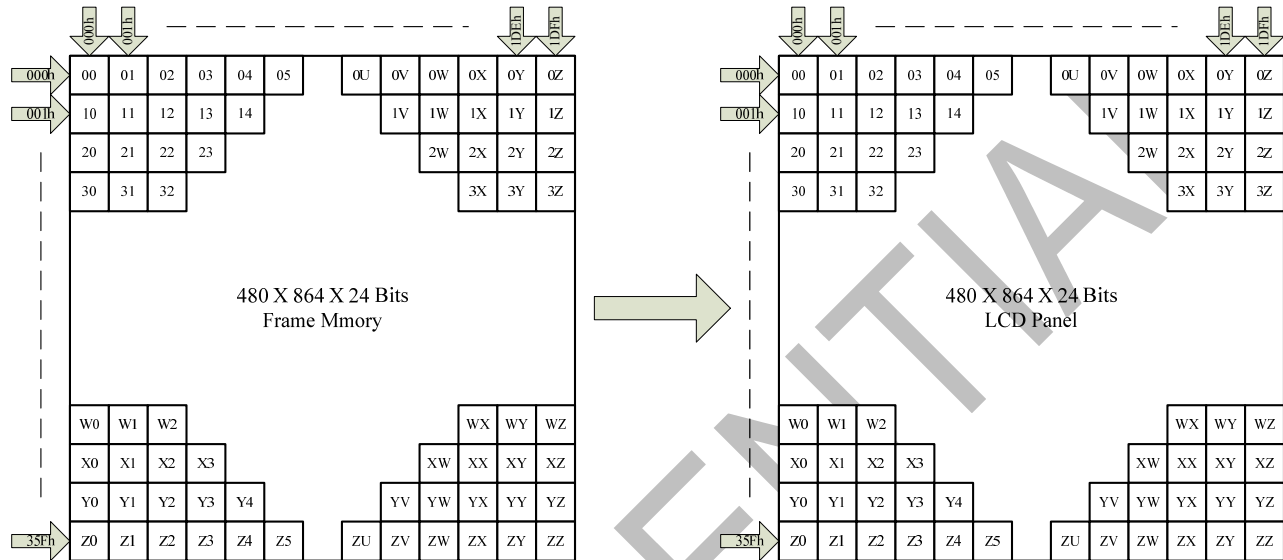 000h 001h 1DEh 1DFh 000h 001h 1DEh 1DFh
000h 00 01 02 03 04 05 0U 0V 0W 0X 0Y 0Z 000h 00 01 02 03 04 05 0U 0V 0W 0X 0Y 0Z
001h 10 11 12 13 14 1V 1W 1X 1Y 1Z 001h 10 11 12 13 14 1V 1W 1X 1Y 1Z
20 21 22 23 2W 2X 2Y 2Z 20 21 22 23 2W 2X 2Y 2Z
30 31 32 3X 3Y 3Z 30 31 32 3X 3Y 3Z
480 X 864 X 24 Bits 480 X 864 X 24 Bits
Frame Mmory LCD Panel
W0 W1 W2 WX WY WZ W0 W1 W2 WX WY WZ
X0 X1 X2 X3 XW XX XY XZ X0 X1 X2 X3 XW XX XY XZ
Y0 Y1 Y2 Y3 Y4 YV YW YX YY YZ Y0 Y1 Y2 Y3 Y4 YV YW YX YY YZ
35Fh Z0 Z1 Z2 Z3 Z4 Z5 ZU ZV ZW ZX ZY ZZ 35Fh Z0 Z1 Z2 Z3 Z4 Z5 ZU ZV ZW ZX ZY ZZ
ENTIA